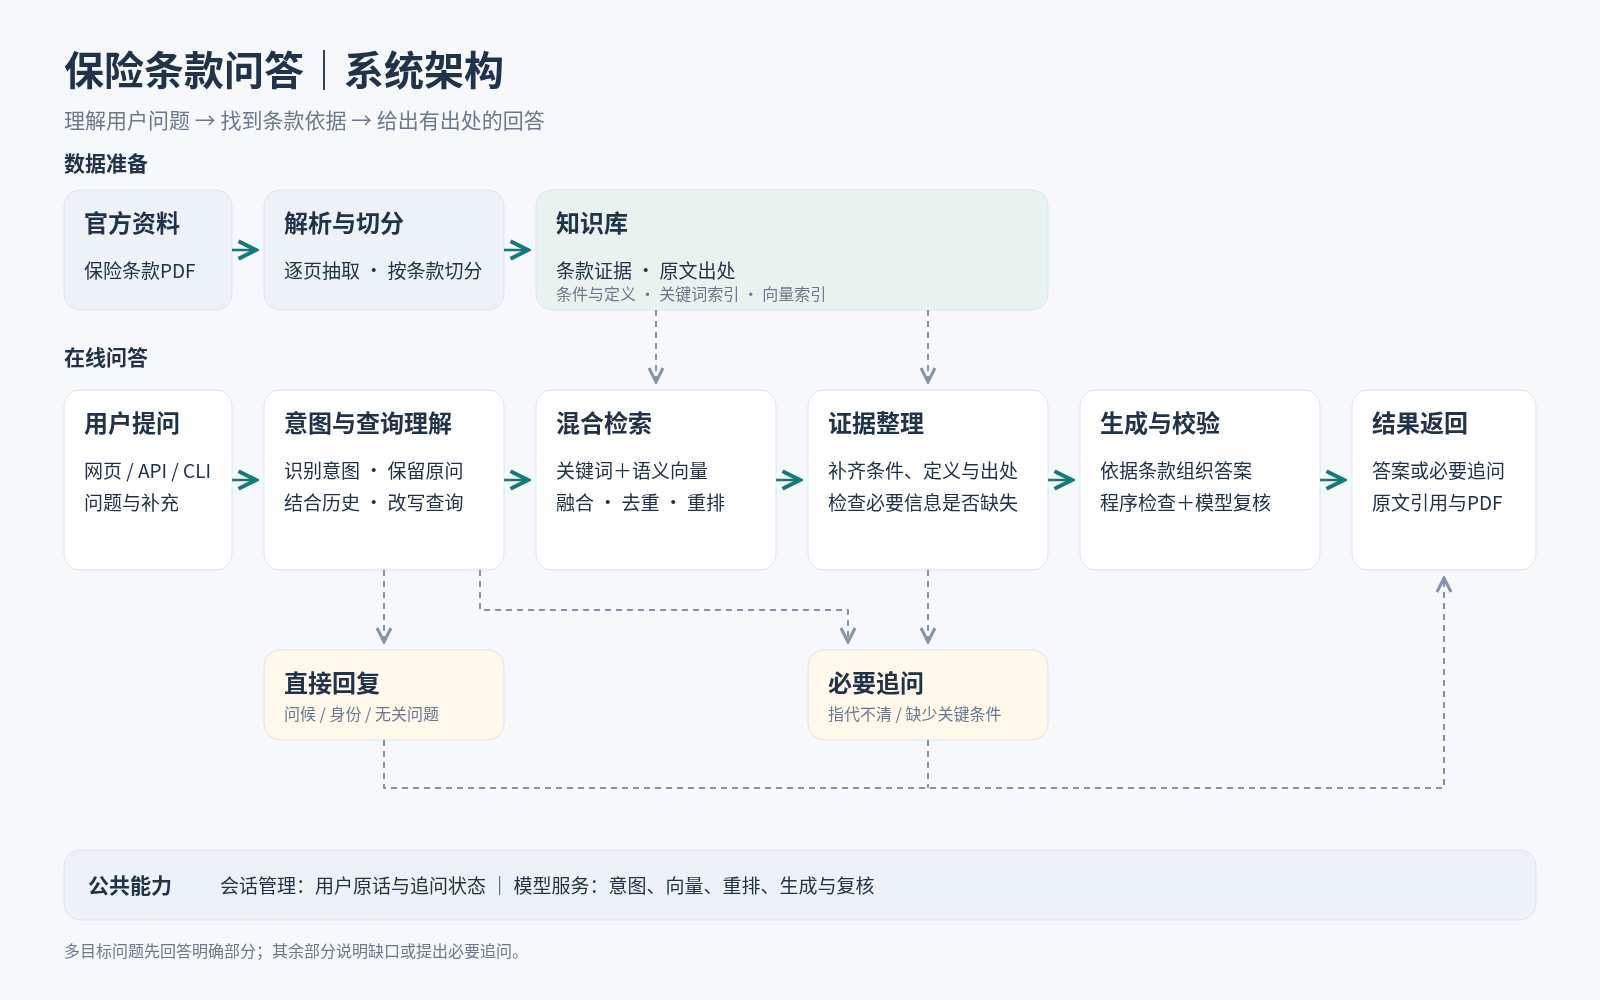 保险条款问答｜系统架构
理解用户问题 → 找到条款依据 → 给出有出处的回答
数据准备
官方资料
保险条款PDF
解析与切分
逐页抽取 · 按条款切分
知识库
条款证据 · 原文出处
条件与定义 · 关键词索引 · 向量索引
在线问答
用户提问
网页 / API / CLI
问题与补充
意图与查询理解
识别意图 · 保留原问
结合历史 · 改写查询
混合检索
关键词＋语义向量
融合 · 去重 · 重排
证据整理
补齐条件、定义与出处
检查必要信息是否缺失
生成与校验
依据条款组织答案
程序检查＋模型复核
结果返回
答案或必要追问
原文引用与PDF
直接回复
问候 / 身份 / 无关问题
必要追问
指代不清 / 缺少关键条件
公共能力
会话管理：用户原话与追问状态｜模型服务：意图、向量、重排、生成与复核
多目标问题先回答明确部分；其余部分说明缺口或提出必要追问。